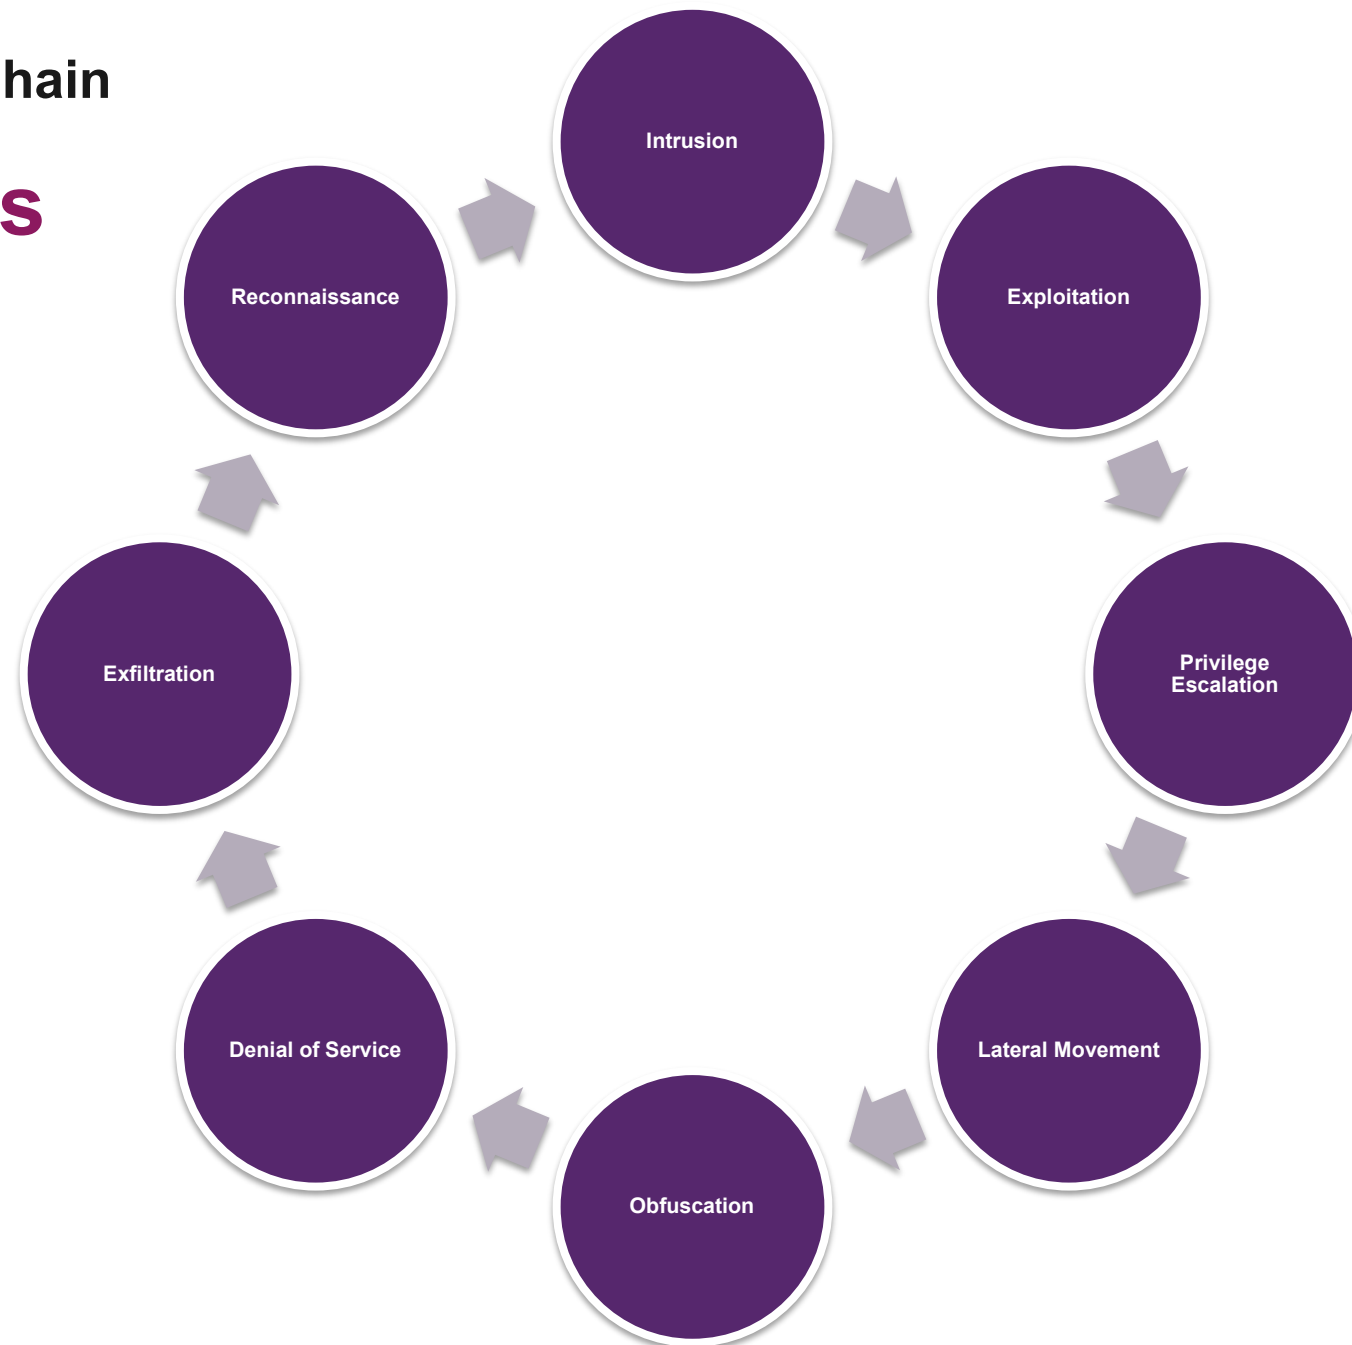 hain
s
Intrusion
Reconnaissance
Exploitation
Exfiltration
Privilege
Escalation
Denial of Service
Lateral Movement
Obfuscation